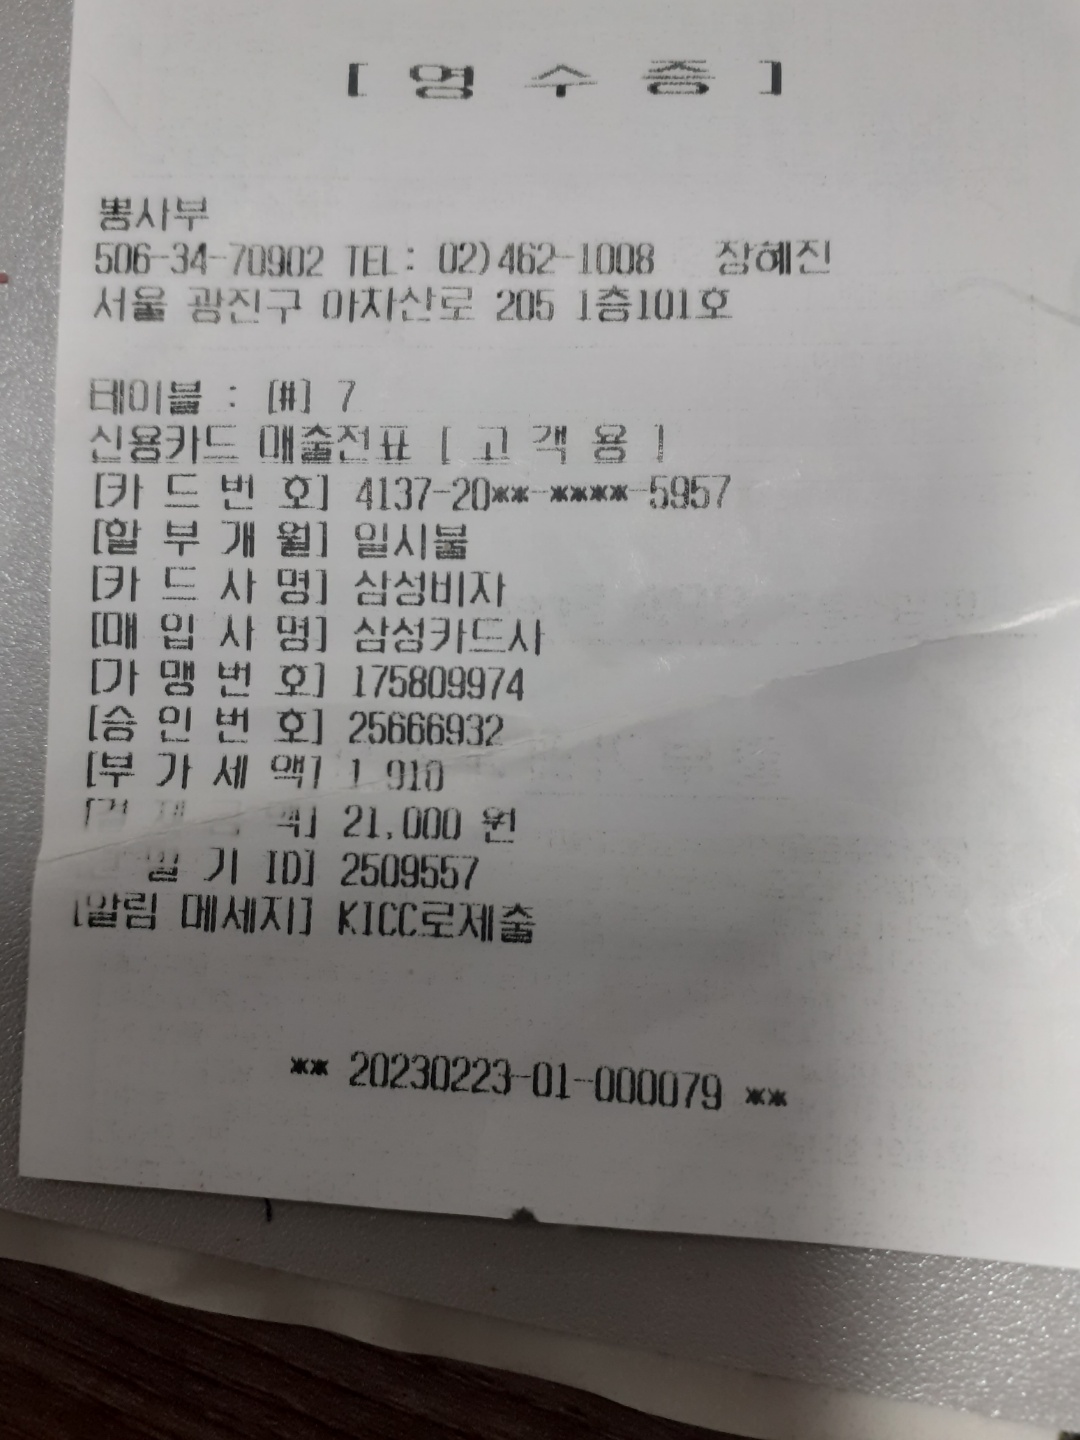 [ 영 수 증 ]
뽕사부
506-34-70902 TEL: 02)462-1008 장혜진
서울 광진구 아차산로 205 1층101호
테이블 : [#] 7
신용카드 매출전표 [ 고 객 용 ]
[카 드 번 호] 4137-20**-****-5957
[할 부 개 월] 일시불
[카 드 사 명] 삼성비자
[매 입 사 명] 삼성카드사
[가 맹 번 호] 175809974
[승 인 번 호] 25666932
[부 가 세 액] 1 910
액] 21,000 원
말 기 ID] 2509557
[알림 메세지] KICC로제출
** 20230223-01-000079 **